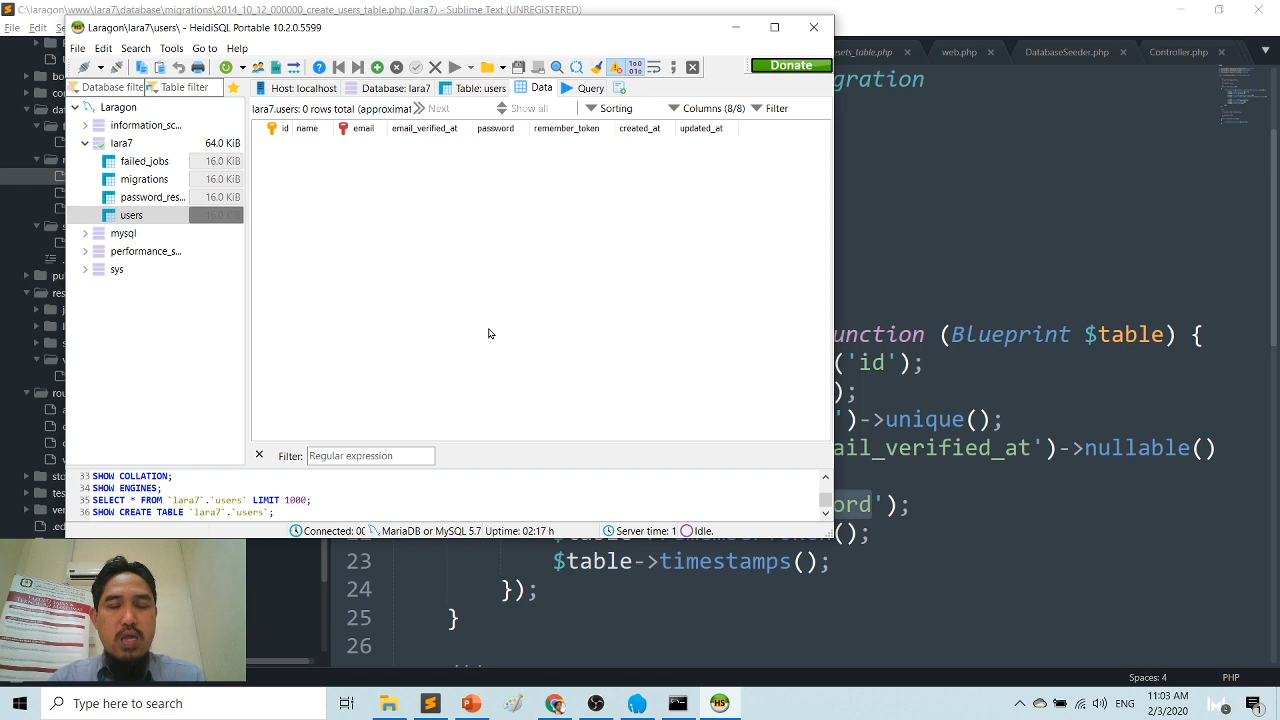 C:\laragon\www\lara7\database\migrations\2014_10_12_000000_create_users_table.php (lara7) - Sublime Text (UNREGISTERED)
Laragon\lara7\users\ - HeidiSQL Portable 10.2.0.5599
File Edit Search Tools Go to Help
Donate
Database filte Table filter
Host: localhost Database: lara7 Table: users Data Query
lara7.users: 0 rows total (approximat Next Sho Sorting Columns (8/8) Filter
id name email email_verified_at password remember_token created_at updated_at
Laragon
information_sc...
lara7 64.0 KiB
failed_jobs 16.0 KiB
migrations 16.0 KiB
password_res... 16.0 KiB
users 16.0 KiB
mysql
performance_s...
sys
Filter: Regular expression
33 SHOW COLLATION;
34 SHOW ENGINES;
35 SELECT * FROM `lara7`.`users` LIMIT 1000;
36 SHOW CREATE TABLE `lara7`.`users`;
Connected: 00 MariaDB or MySQL 5.7 Uptime: 02:17 h Server time: 1 Idle.
sets_table.php web.php DatabaseSeeder.php Controller.php
gration
unction (Blueprint $table) {
('id');
);
')->unique();
ail_verified_at')->nullable()
ord');
();
23 $table->timestamps();
24 });
25 }
26
Spaces: 4 PHP
Type here to search
ENG
11:03 AM
2/3/2020